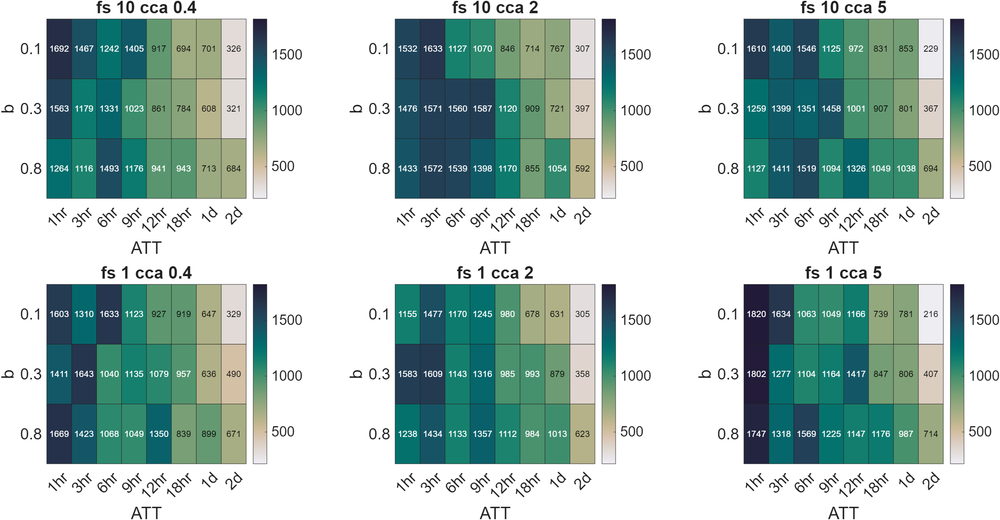 fs 10 cca 0.4
fs 10 cca 2
fs 10 cca 5
0.1 1692 1467 1242 1405 917 694 701 326 1500
b 0.3 1563 1179 1331 1023 861 784 608 321 1000
0.8 1264 1116 1493 1176 941 943 713 684 500
1hr 3hr 6hr 9hr 12hr 18hr 1d 2d
ATT
0.1 1532 1633 1127 1070 846 714 767 307 1500
b 0.3 1476 1571 1560 1587 1120 909 721 397 1000
0.8 1433 1572 1539 1398 1170 855 1054 592 500
1hr 3hr 6hr 9hr 12hr 18hr 1d 2d
ATT
0.1 1610 1400 1546 1125 972 831 853 229 1500
b 0.3 1259 1399 1351 1458 1001 907 801 367 1000
0.8 1127 1411 1519 1094 1326 1049 1038 694 500
1hr 3hr 6hr 9hr 12hr 18hr 1d 2d
ATT
fs 1 cca 0.4
fs 1 cca 2
fs 1 cca 5
0.1 1603 1310 1633 1123 927 919 647 329 1500
b 0.3 1411 1643 1040 1135 1079 957 636 490 1000
0.8 1669 1423 1068 1049 1350 839 899 671 500
1hr 3hr 6hr 9hr 12hr 18hr 1d 2d
ATT
0.1 1155 1477 1170 1245 980 678 631 305 1500
b 0.3 1583 1609 1143 1316 985 993 879 358 1000
0.8 1238 1434 1133 1357 1112 984 1013 623 500
1hr 3hr 6hr 9hr 12hr 18hr 1d 2d
ATT
0.1 1820 1634 1063 1049 1166 739 781 216 1500
b 0.3 1802 1277 1104 1164 1417 847 806 407 1000
0.8 1747 1318 1569 1225 1147 1176 987 714 500
1hr 3hr 6hr 9hr 12hr 18hr 1d 2d
ATT